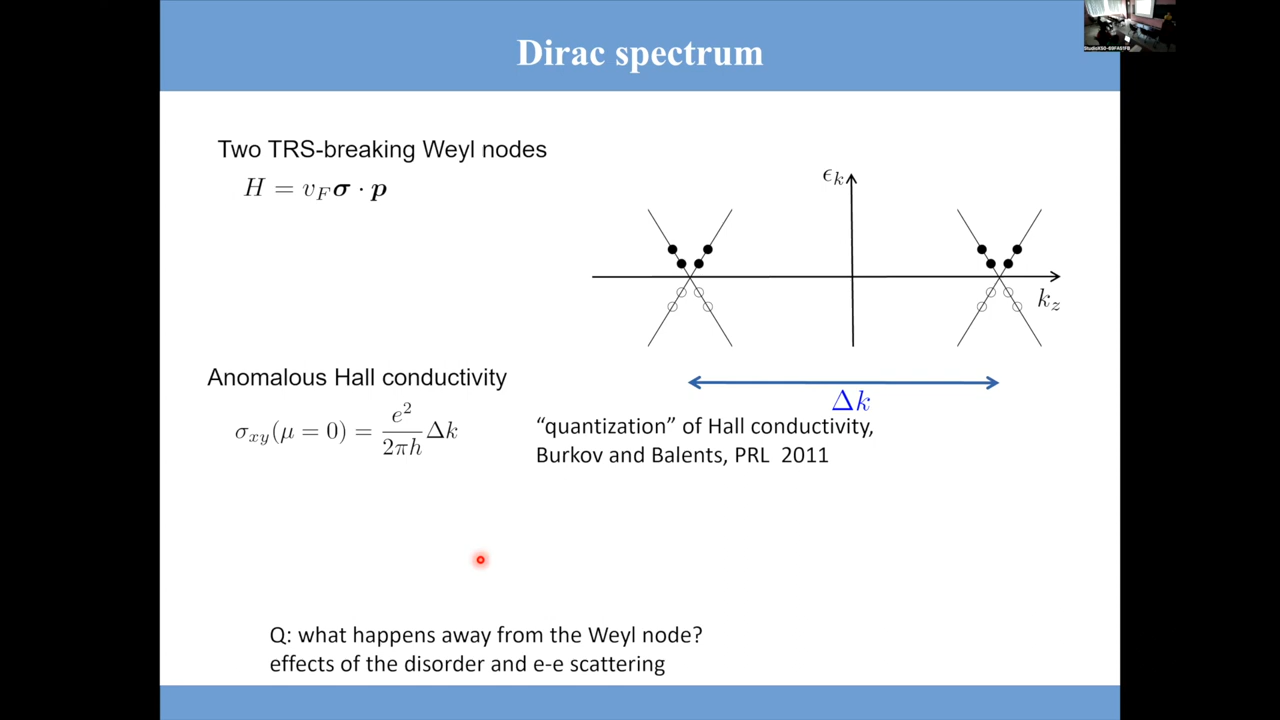 Dirac spectrum
Two TRS-breaking Weyl nodes
H = v_F σ · p
ϵ_k
k_z
Anomalous Hall conductivity
Δk
σ_xy(μ = 0) = e²/2πh Δk
“quantization” of Hall conductivity,
Burkov and Balents, PRL 2011
Q: what happens away from the Weyl node?
effects of the disorder and e-e scattering